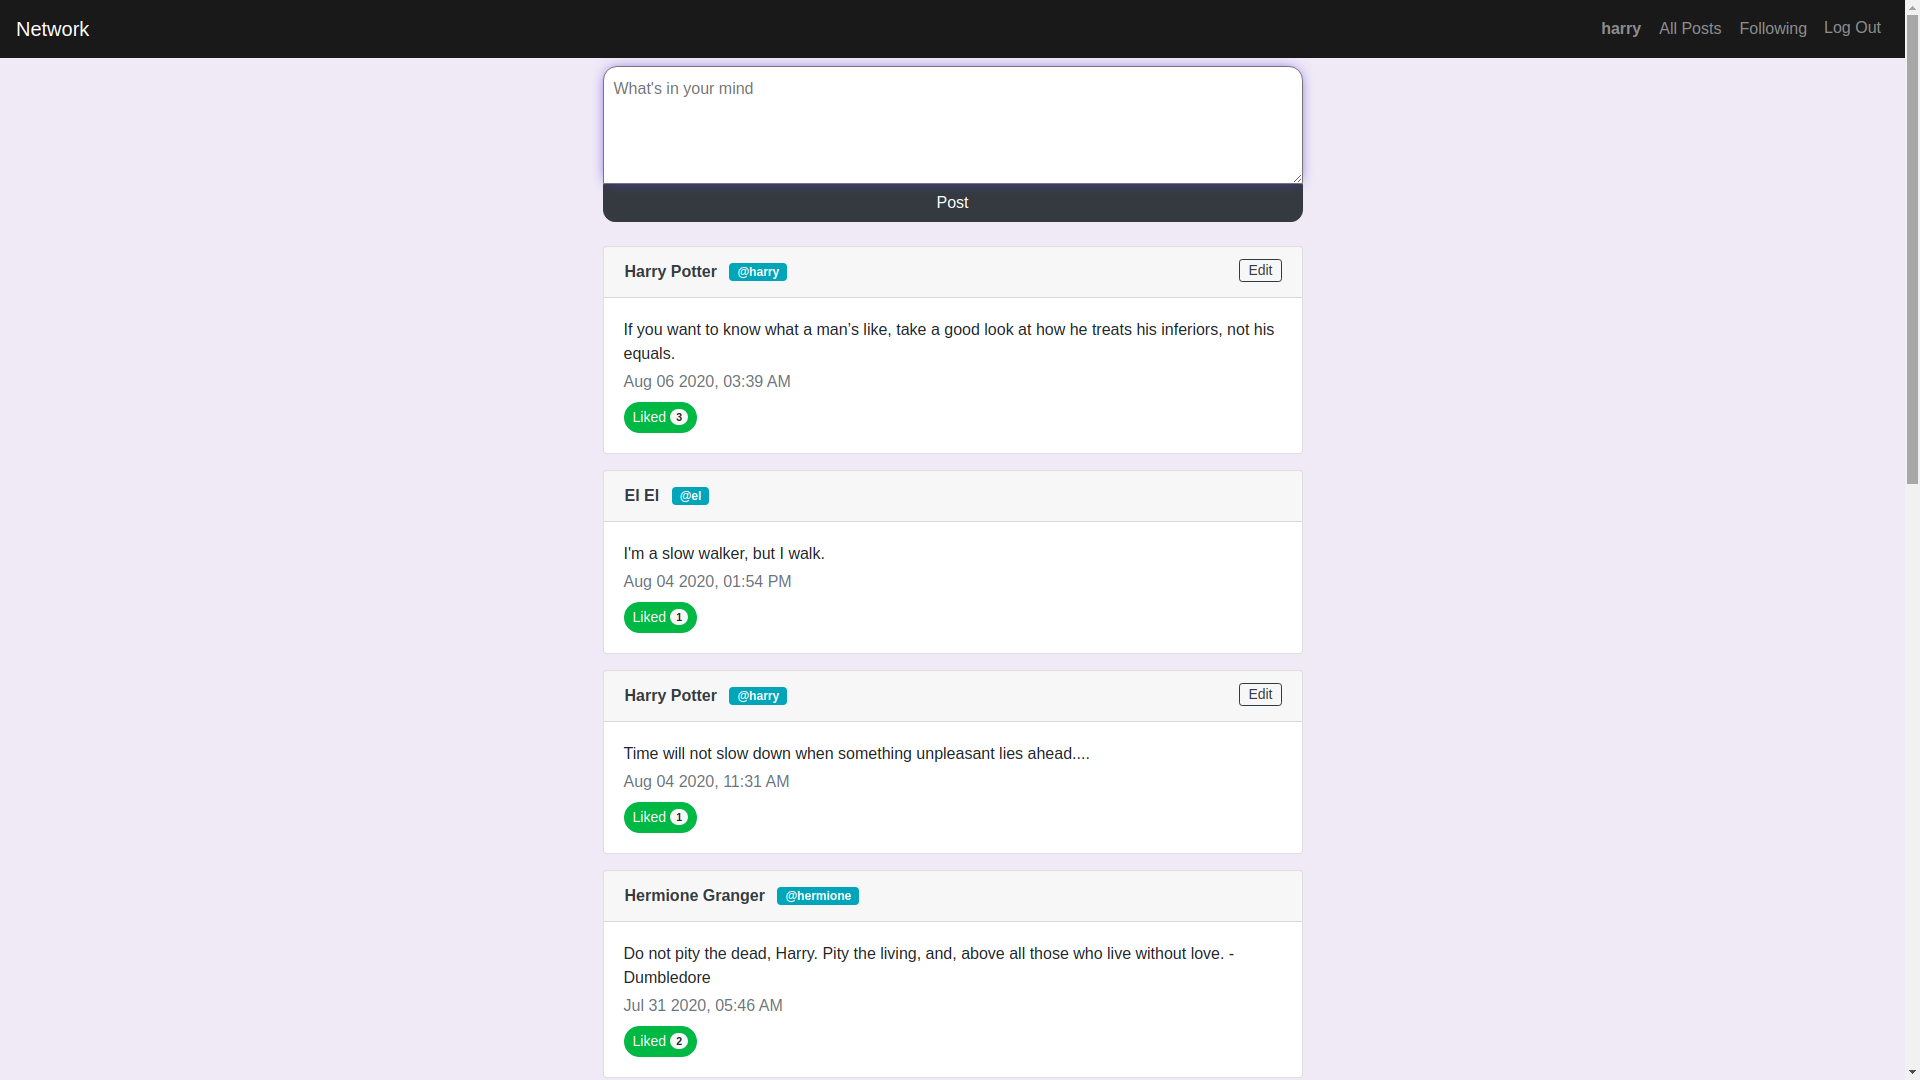 Network harry All Posts Following Log Out
What's in your mind
Post
Harry Potter @harry Edit
If you want to know what a man’s like, take a good look at how he treats his inferiors, not his
equals.
Aug 06 2020, 03:39 AM
Liked 3
El El @el
I'm a slow walker, but I walk.
Aug 04 2020, 01:54 PM
Liked 1
Harry Potter @harry Edit
Time will not slow down when something unpleasant lies ahead....
Aug 04 2020, 11:31 AM
Liked 1
Hermione Granger @hermione
Do not pity the dead, Harry. Pity the living, and, above all those who live without love. -
Dumbledore
Jul 31 2020, 05:46 AM
Liked 2